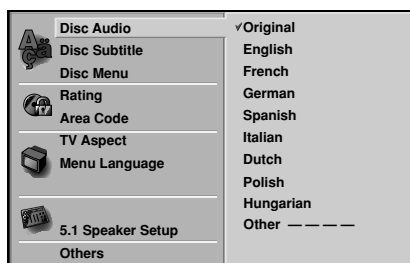 Disc Audio
Disc Subtitle
Disc Menu
Rating
Area Code
TV Aspect
Menu Language
5.1 Speaker Setup
Others
✓Original
English
French
German
Spanish
Italian
Dutch
Polish
Hungarian
Other — — — —